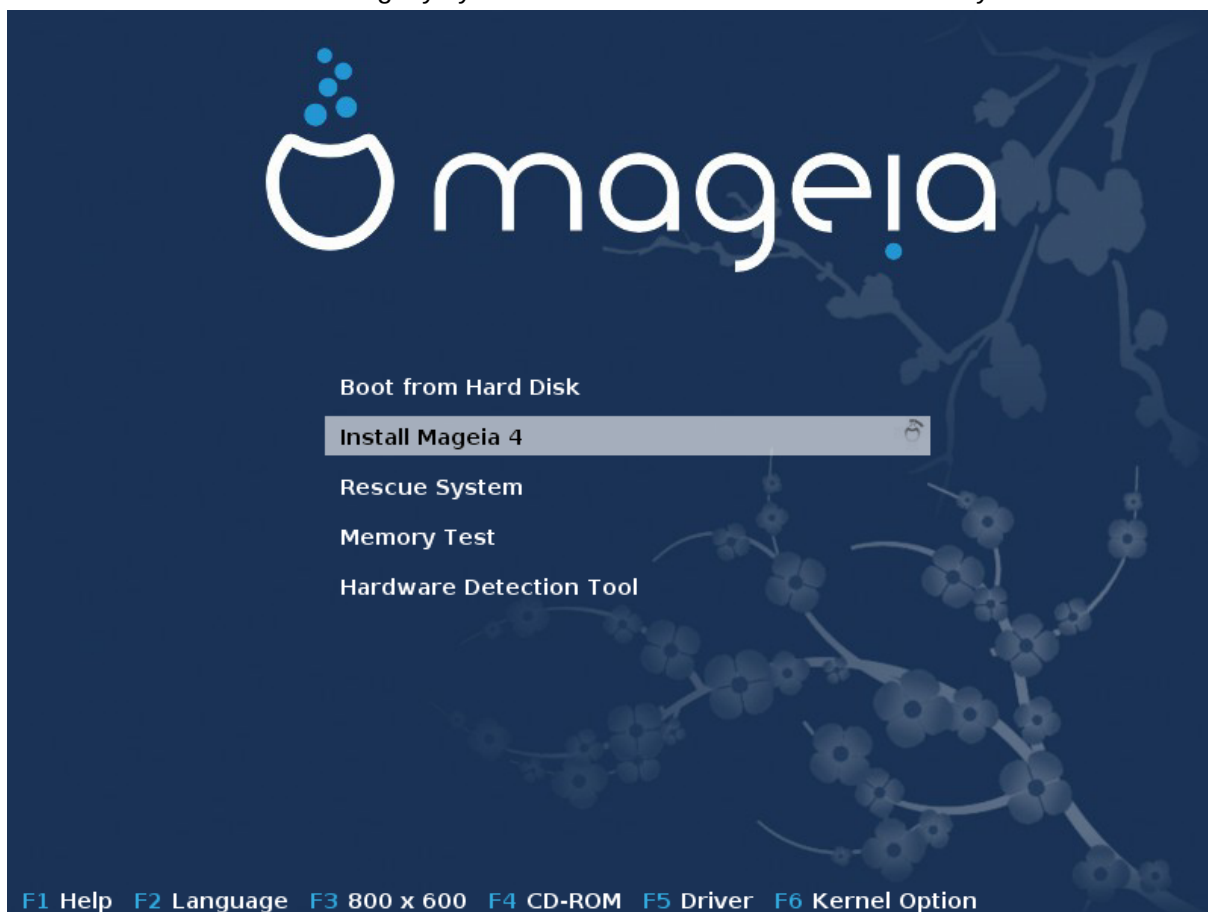 mageia
Boot from Hard Disk
Install Mageia 4
Rescue System
Memory Test
Hardware Detection Tool
F1 Help F2 Language F3 800 x 600 F4 CD-ROM F5 Driver F6 Kernel Option